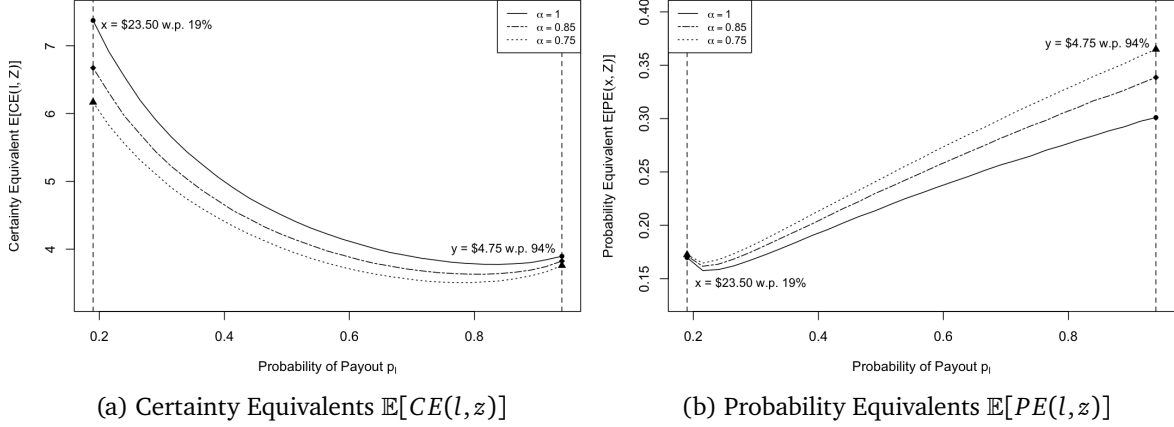 Certainty Equivalent E[CE(l, Z)]
7
6
5
4
x = $23.50 w.p. 19%
α = 1
α = 0.85
α = 0.75
y = $4.75 w.p. 94%
0.2 0.4 0.6 0.8
Probability of Payout pl
(a) Certainty Equivalents 𝔼[CE(l, z)]
Probability Equivalent E[PE(x, Z)]
0.40
0.35
0.30
0.25
0.20
0.15
α = 1
α = 0.85
α = 0.75
y = $4.75 w.p. 94%
x = $23.50 w.p. 19%
0.2 0.4 0.6 0.8
Probability of Payout pl
(b) Probability Equivalents 𝔼[PE(l, z)]